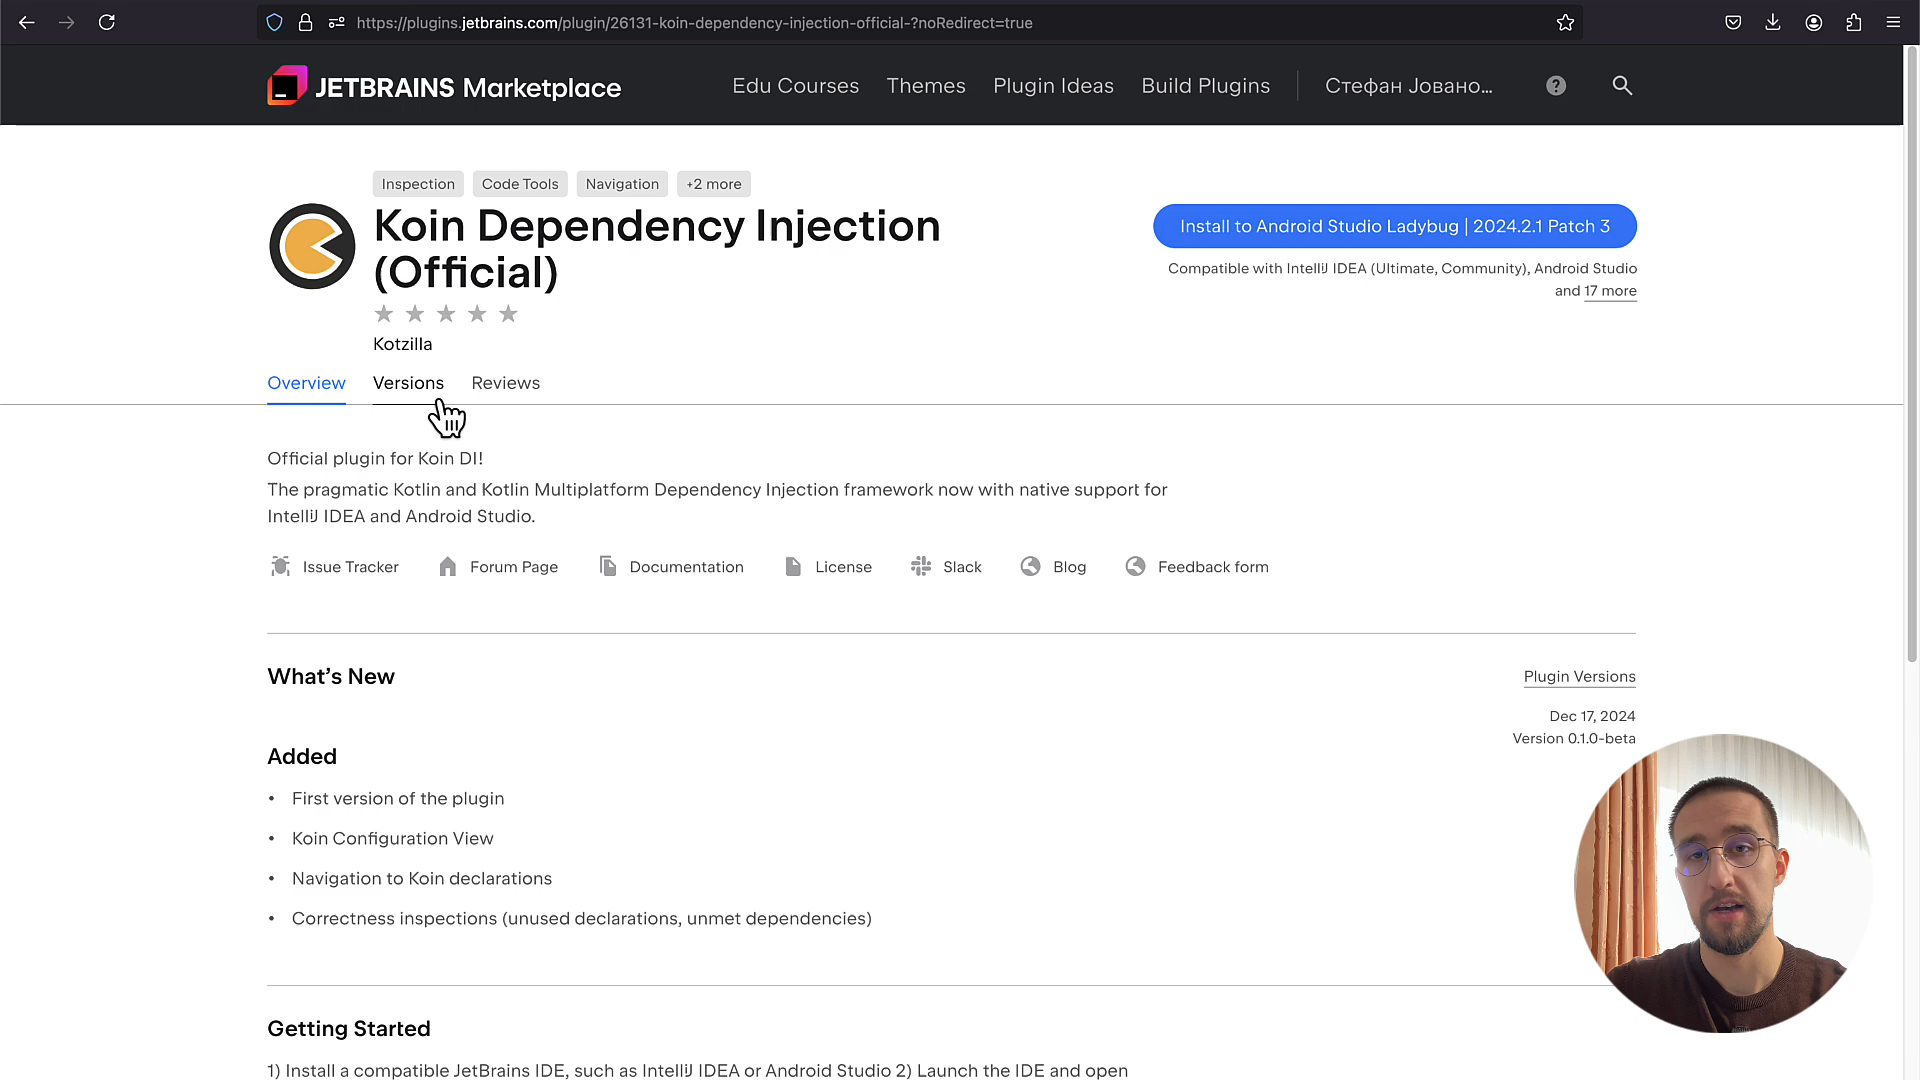 https://plugins.jetbrains.com/plugin/26131-koin-dependency-injection-official-?noRedirect=true
JETBRAINS Marketplace
Edu Courses
Themes
Plugin Ideas
Build Plugins
Стефан Јовано...
Inspection
Code Tools
Navigation
+2 more
Koin Dependency Injection
(Official)
Install to Android Studio Ladybug | 2024.2.1 Patch 3
Compatible with IntelliJ IDEA (Ultimate, Community), Android Studio
and 17 more
Kotzilla
Overview
Versions
Reviews
Official plugin for Koin DI!
The pragmatic Kotlin and Kotlin Multiplatform Dependency Injection framework now with native support for
IntelliJ IDEA and Android Studio.
Issue Tracker
Forum Page
Documentation
License
Slack
Blog
Feedback form
What's New
Plugin Versions
Dec 17, 2024
Version 0.1.0-beta
Added
• First version of the plugin
• Koin Configuration View
• Navigation to Koin declarations
• Correctness inspections (unused declarations, unmet dependencies)
Getting Started
1) Install a compatible JetBrains IDE, such as IntelliJ IDEA or Android Studio 2) Launch the IDE and open